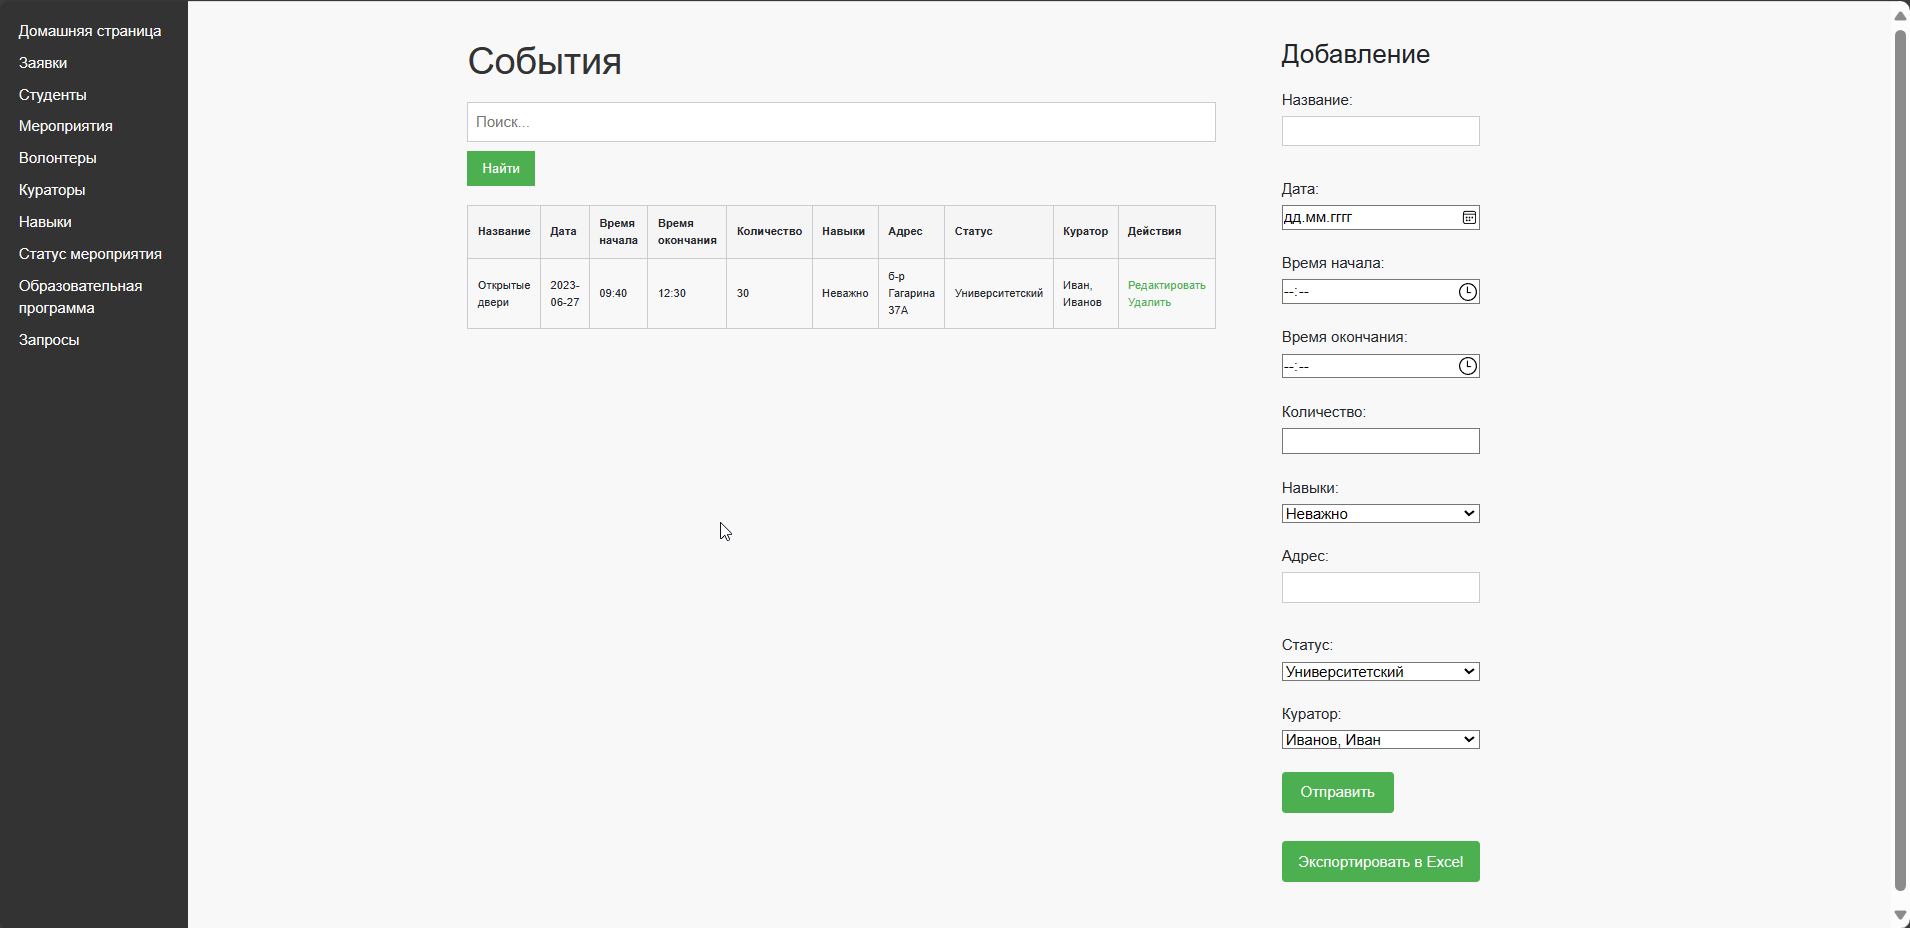 Домашняя страница
Заявки
Студенты
Мероприятия
Волонтеры
Кураторы
Навыки
Статус мероприятия
Образовательная
программа
Запросы
События
Поиск...
Найти
Название Дата Время начала Время окончания Количество Навыки Адрес Статус Куратор Действия
Открытые двери 2023-06-27 09:40 12:30 30 Неважно б-р Гагарина 37А Университетский Иван, Иванов Редактировать Удалить
Добавление
Название:
Дата:
дд.мм.гггг
Время начала:
--:--
Время окончания:
--:--
Количество:
Навыки:
Неважно
Адрес:
Статус:
Университетский
Куратор:
Иванов, Иван
Отправить
Экспортировать в Excel